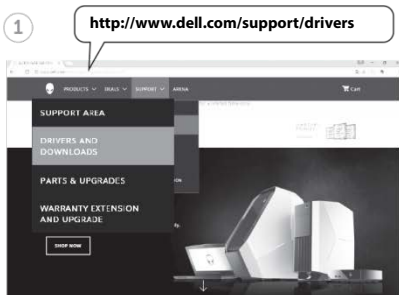 1
http://www.dell.com/support/drivers
PRODUCTS DEALS SUPPORT ARENA
Cart
SUPPORT AREA
DRIVERS AND
DOWNLOADS
PARTS & UPGRADES
WARRANTY EXTENSION
AND UPGRADE
SHOP NOW